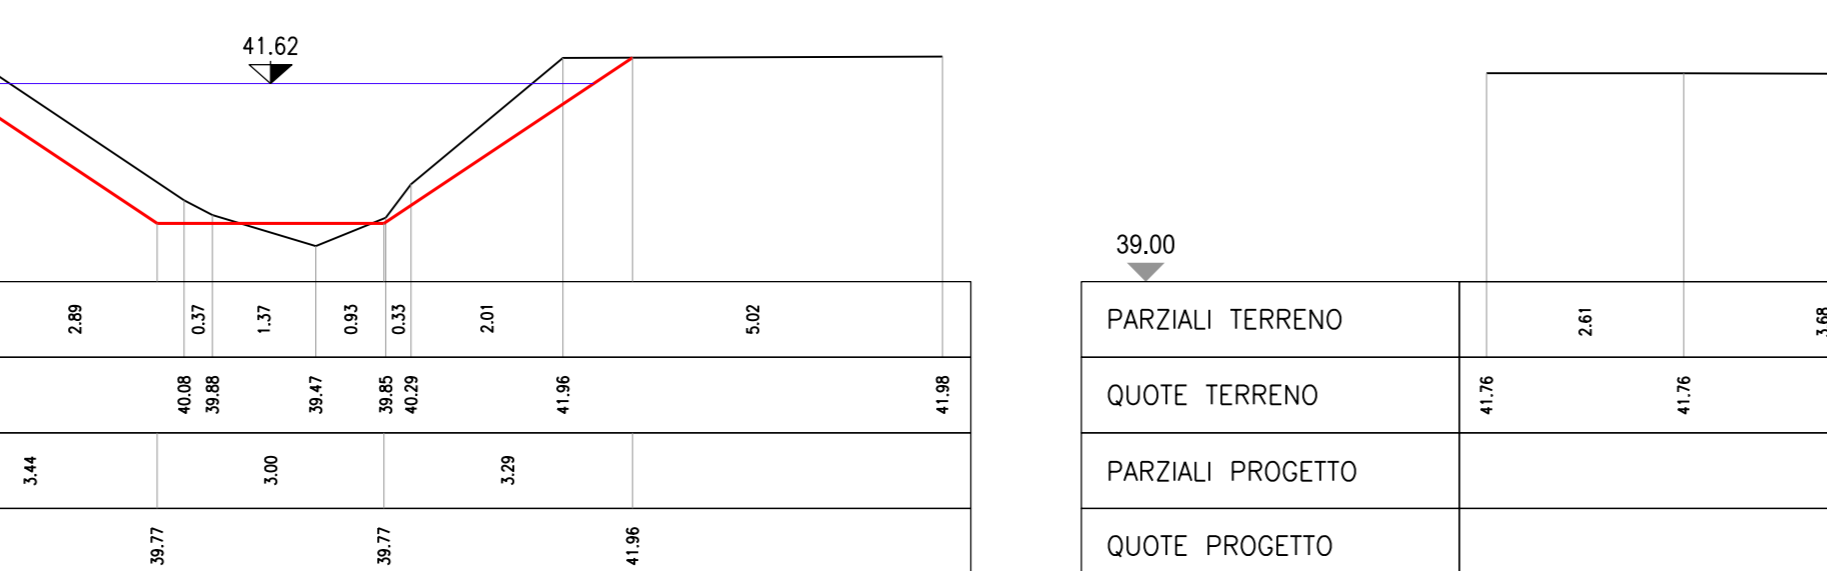 41.62
39.00
2.89 0.37 1.37 0.93 0.33 2.01 5.02
40.08 39.88 39.47 39.85 40.29 41.96 41.98
3.44 3.00 3.29
39.77 39.77 41.96
PARZIALI TERRENO 2.61 3.68
QUOTE TERRENO 41.76 41.76
PARZIALI PROGETTO
QUOTE PROGETTO